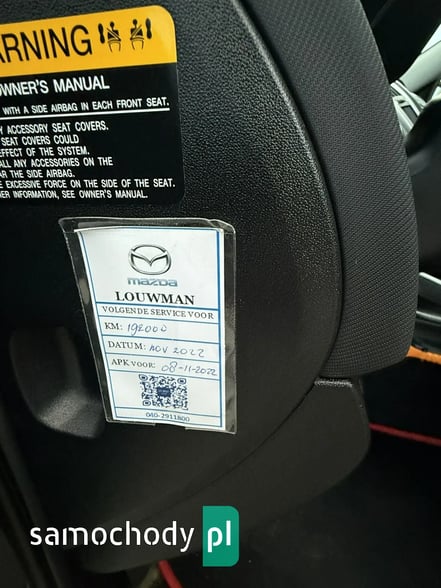 WARNING
OWNER'S MANUAL
WITH A SIDE AIRBAG IN EACH FRONT SEAT.
ACCESSORY SEAT COVERS.
SEAT COVERS COULD
EFFECT OF THE SYSTEM.
ALL ANY ACCESSORIES ON THE
THE SIDE AIRBAG.
EXCESSIVE FORCE ON THE SIDE OF THE SEAT.
INFORMATION, SEE OWNER'S MANUAL.
mazda
LOUWMAN
VOLGENDE SERVICE VOOR
KM: 192000
DATUM: NOV 2022
APK VOOR: 08-11-2022
040-2911800
samochody pl